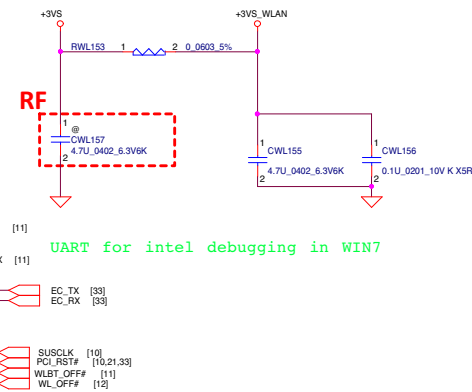 +3VS +3VS_WLAN
RWL153 1 2 0_0603_5%
RF
1
@
CWL157
4.7U_0402_6.3V6K
2
1
CWL155
4.7U_0402_6.3V6K
2
1
CWL156
0.1U_0201_10V K X5R
2
[11]
UART for intel debugging in WIN7
X [11]
EC_TX [33]
EC_RX [33]
SUSCLK [10]
PCI_RST# [10,21,33]
WLBT_OFF# [11]
WL_OFF# [12]